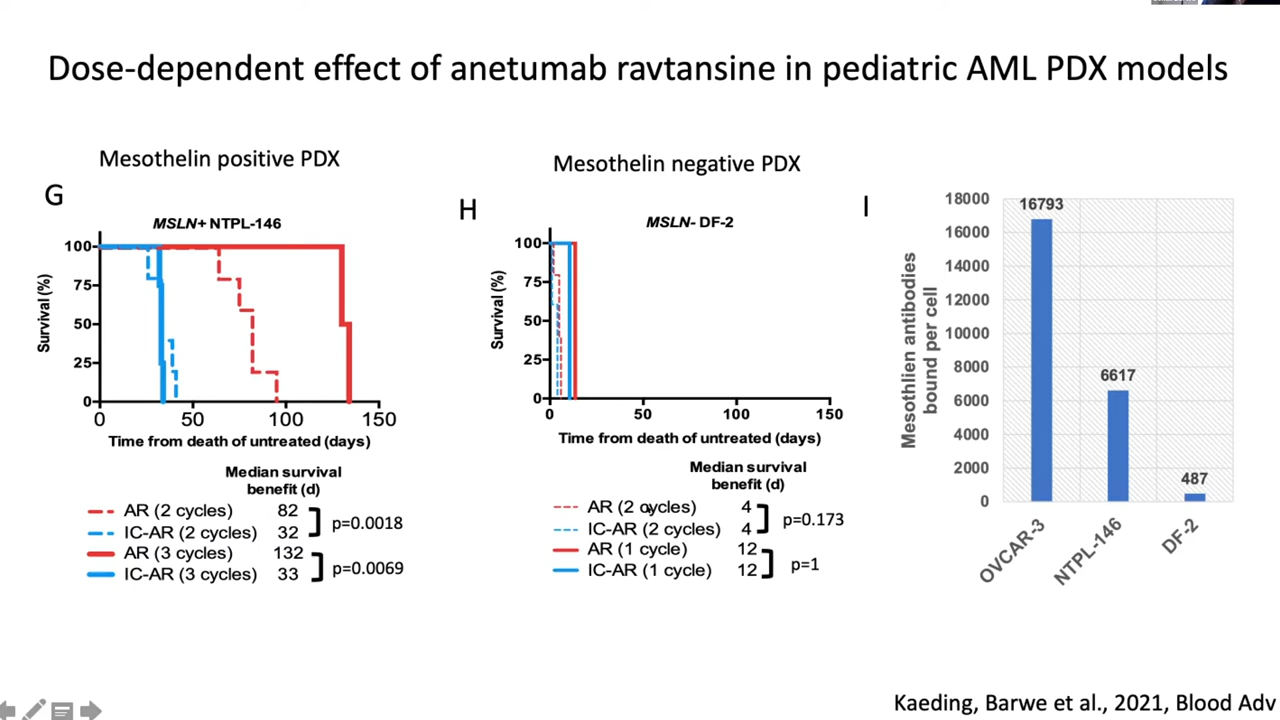 Dose-dependent effect of anetumab ravtansine in pediatric AML PDX models
Mesothelin positive PDX
G
MSLN+ NTPL-146
100
75
50
25
0
Survival (%)
0 50 100 150
Time from death of untreated (days)
Median survival
benefit (d)
AR (2 cycles) 82
IC-AR (2 cycles) 32
p=0.0018
AR (3 cycles) 132
IC-AR (3 cycles) 33
p=0.0069
Mesothelin negative PDX
H
MSLN- DF-2
100
75
50
25
0
Survival (%)
0 50 100 150
Time from death of untreated (days)
Median survival
benefit (d)
AR (2 cycles) 4
IC-AR (2 cycles) 4
p=0.173
AR (1 cycle) 12
IC-AR (1 cycle) 12
p=1
I
Mesothlien antibodies
bound per cell
18000
16000
14000
12000
10000
8000
6000
4000
2000
0
16793
6617
487
OVCAR-3
NTPL-146
DF-2
Kaeding, Barwe et al., 2021, Blood Adv